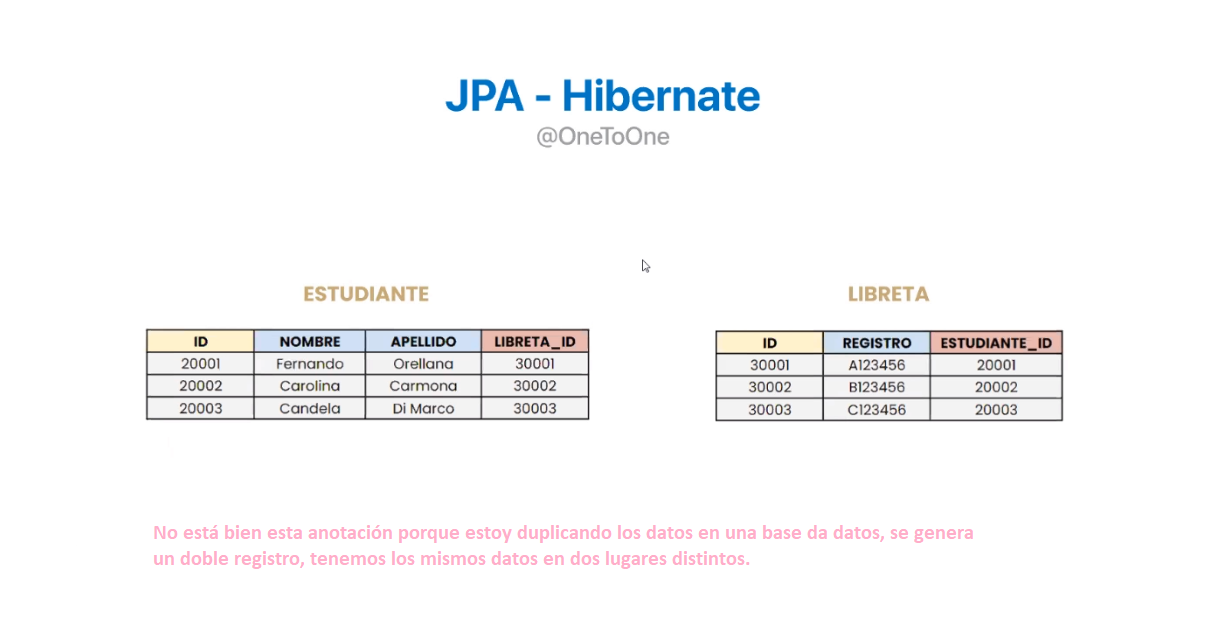 JPA - Hibernate
@OneToOne
ESTUDIANTE
ID NOMBRE APELLIDO LIBRETA_ID
20001 Fernando Orellana 30001
20002 Carolina Carmona 30002
20003 Candela Di Marco 30003
LIBRETA
ID REGISTRO ESTUDIANTE_ID
30001 A123456 20001
30002 B123456 20002
30003 C123456 20003
No está bien esta anotación porque estoy duplicando los datos en una base da datos, se genera
un doble registro, tenemos los mismos datos en dos lugares distintos.